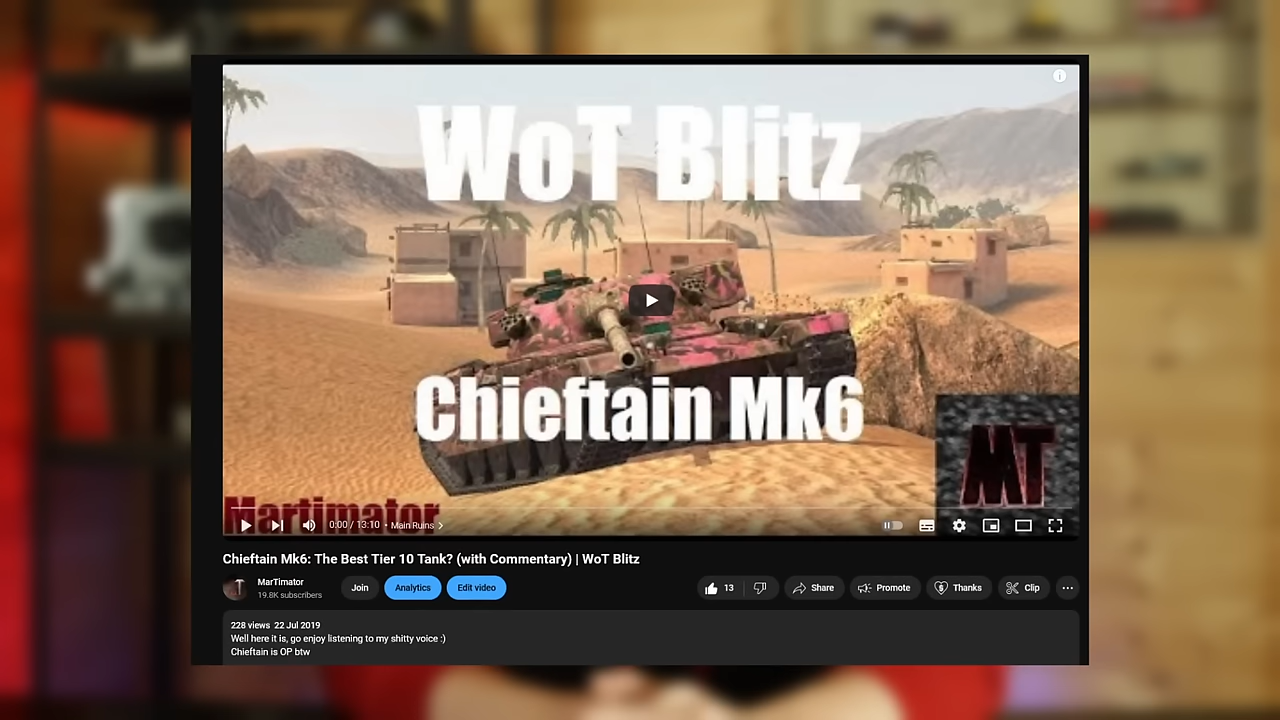 WoT Blitz
Chieftain Mk6
MT
Martimator
0:00 / 13:10 • Main Ruins
Chieftain Mk6: The Best Tier 10 Tank? (with Commentary) | WoT Blitz
MarTimator
19.8K subscribers
Join
Analytics
Edit video
13
Share
Promote
Thanks
Clip
228 views 22 Jul 2019
Well here it is, go enjoy listening to my shitty voice :)
Chieftain is OP btw